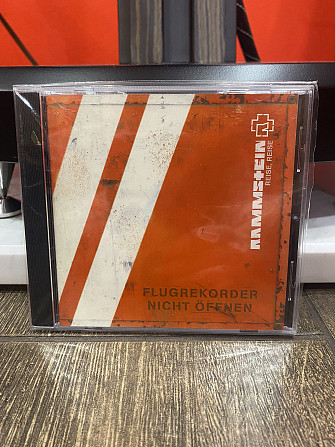 RAMMSTEIN
REISE, REISE
FLUGREKORDER
NICHT ÖFFNEN